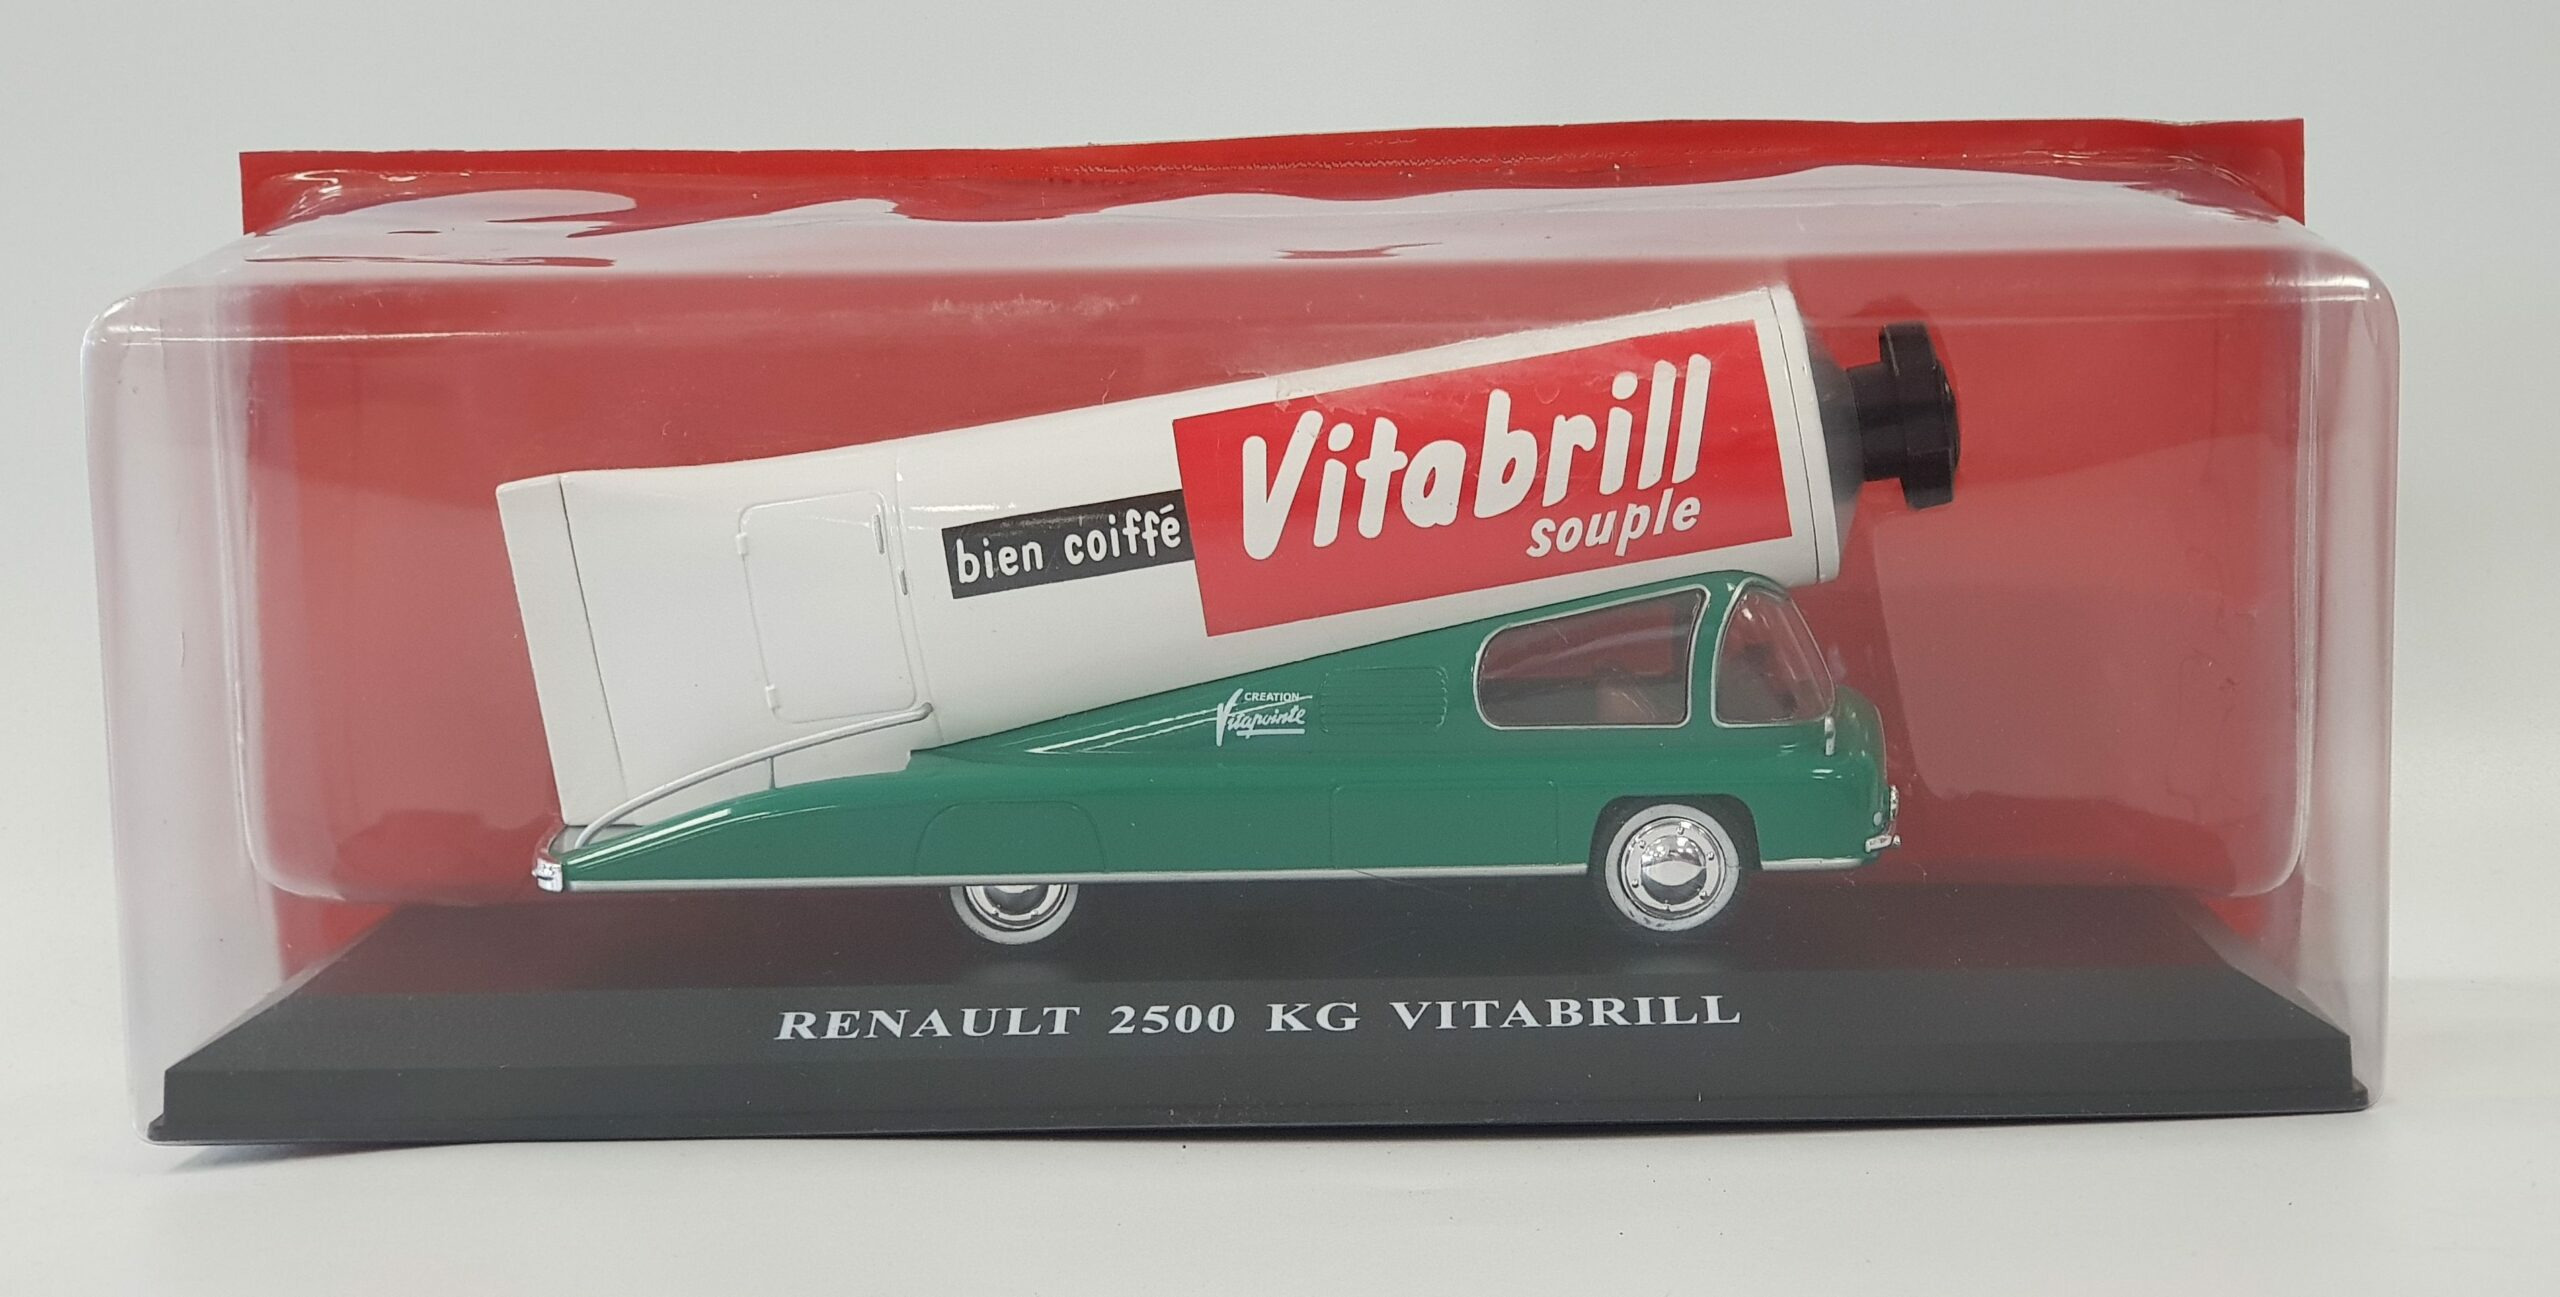 Vitabrill
souple
bien coiffé
CREATION
Vitapointe
RENAULT 2500 KG VITABRILL